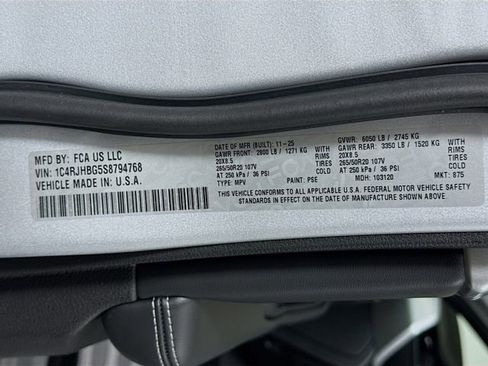 MFD BY: FCA US LLC
VIN: 1C4RJHBG5S8794768
VEHICLE MADE IN: U.S.A.
DATE OF MFR (BUILT): 11-25
GAWR FRONT: 2800 LB / 1271 KG WITH
20X8.5 TIRES
265/50R20 107V RIMS AT
AT 250 kPa / 36 PSI COLD
TYPE: MPV PAINT: PSE
GVWR: 6050 LB / 2745 KG
GAWR REAR: 3350 LB / 1520 KG WITH
20X8.5 TIRES
265/50R20 107V RIMS AT
AT 250 kPa / 36 PSI COLD
MDH: 103120 MKT: 875
THIS VEHICLE CONFORMS TO ALL APPLICABLE U.S.A. FEDERAL MOTOR VEHICLE SAFETY
STANDARDS IN EFFECT ON THE DATE OF MANUFACTURE SHOWN ABOVE.